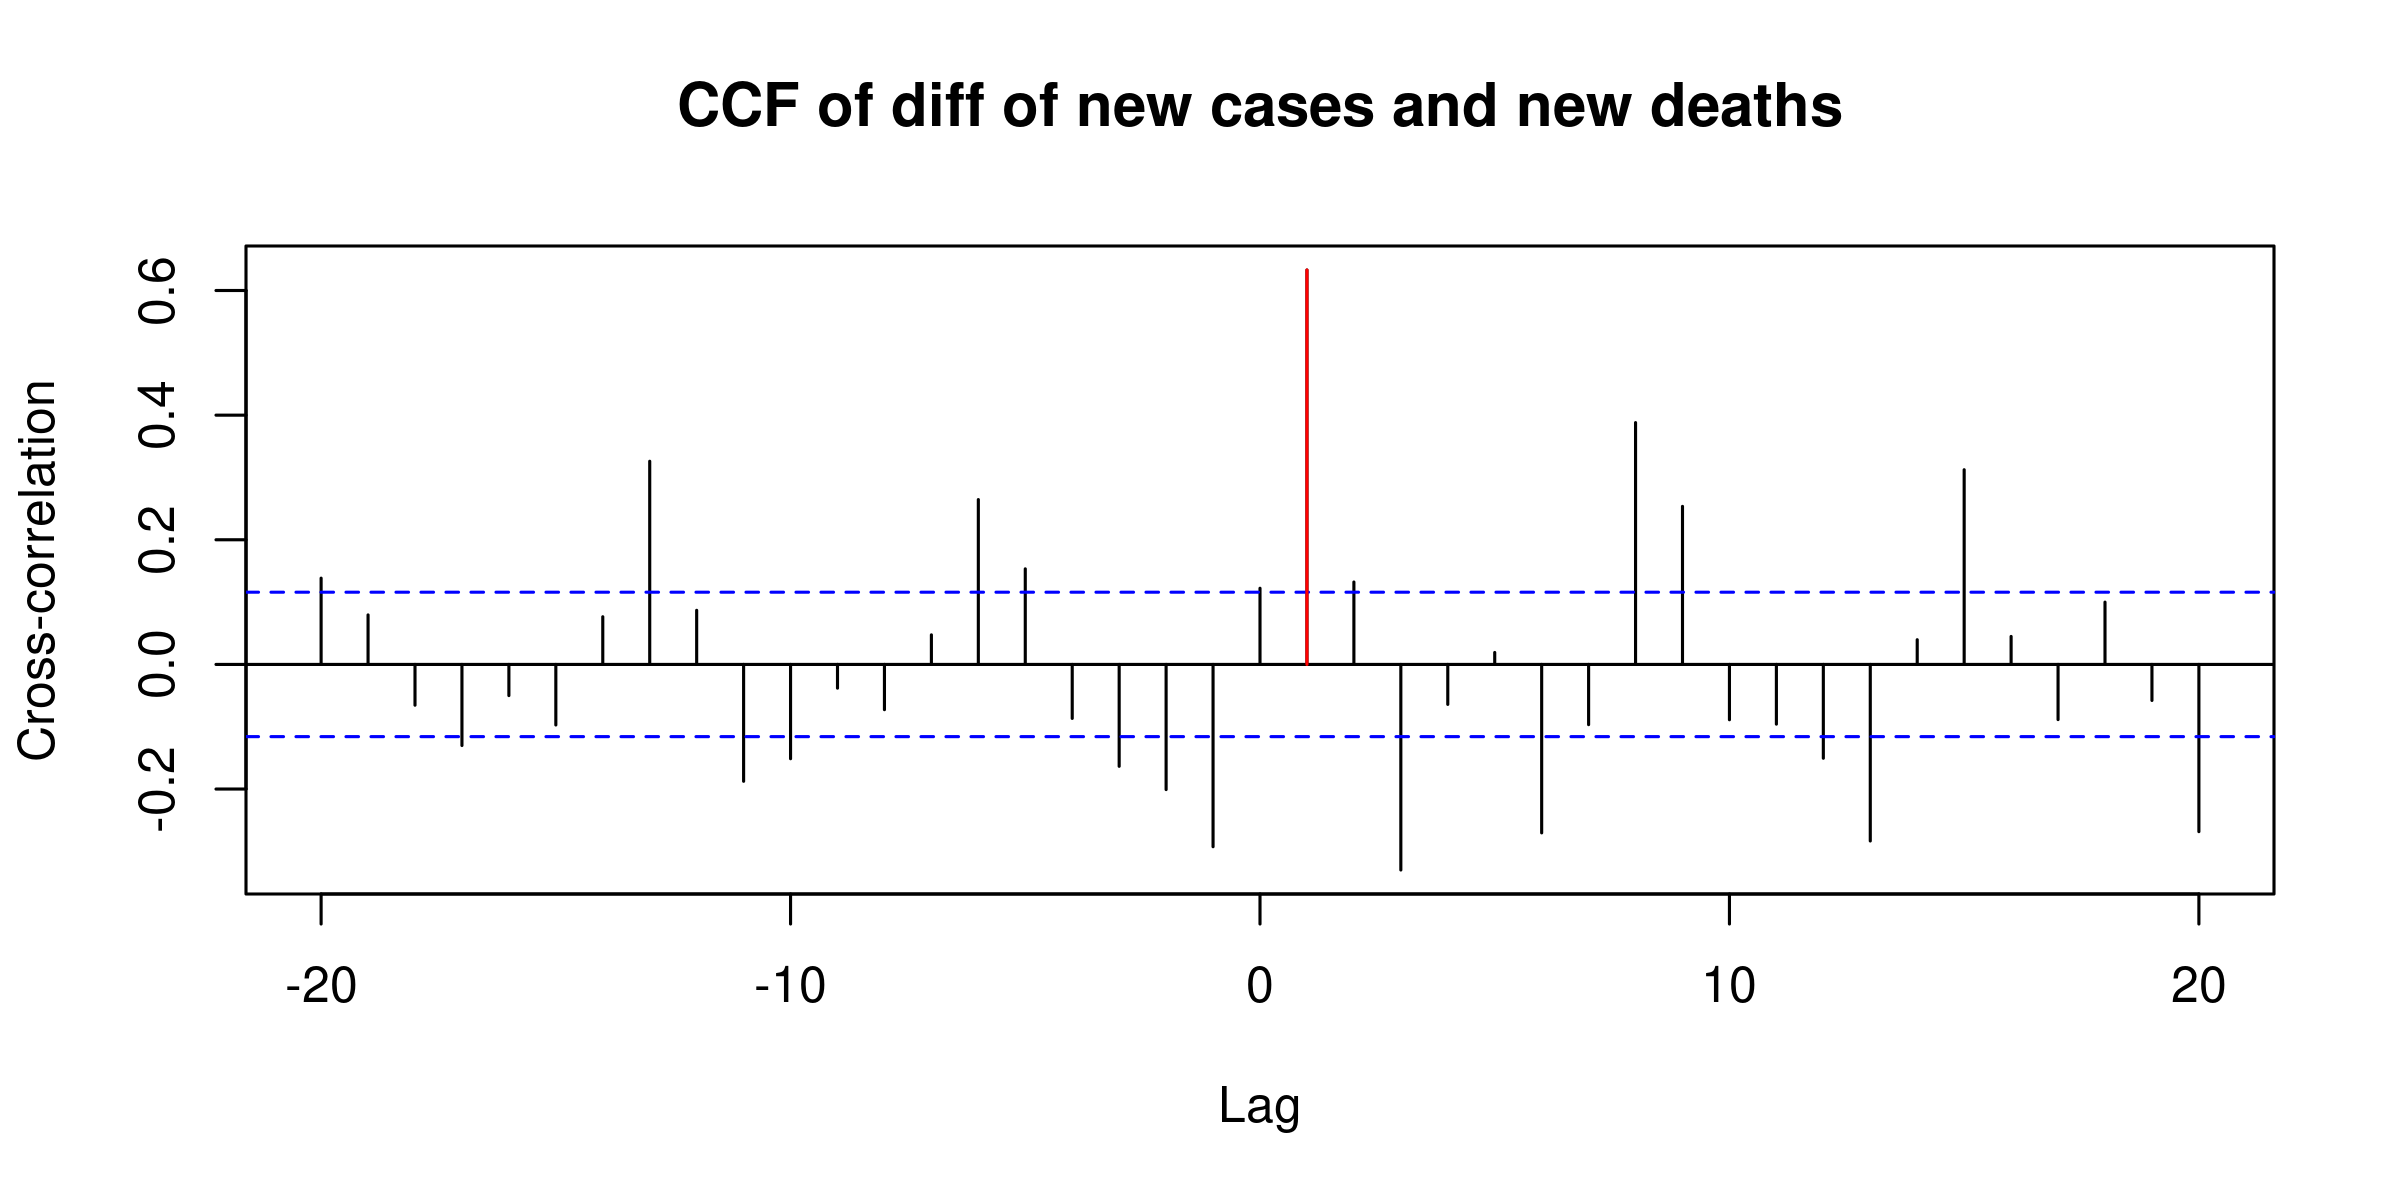 CCF of diff of new cases and new deaths
Cross-correlation
0.6
0.4
0.2
0.0
-0.2
-20 -10 0 10 20
Lag